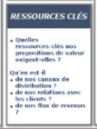 RESSOURCES CLÉS
• Quelles
ressources-clés nos
propositions de valeur
exigent-elles ?
Qu'en est-il
• de nos canaux de
distribution ?
• de nos relations avec
les clients ?
• de nos flux de revenus
?